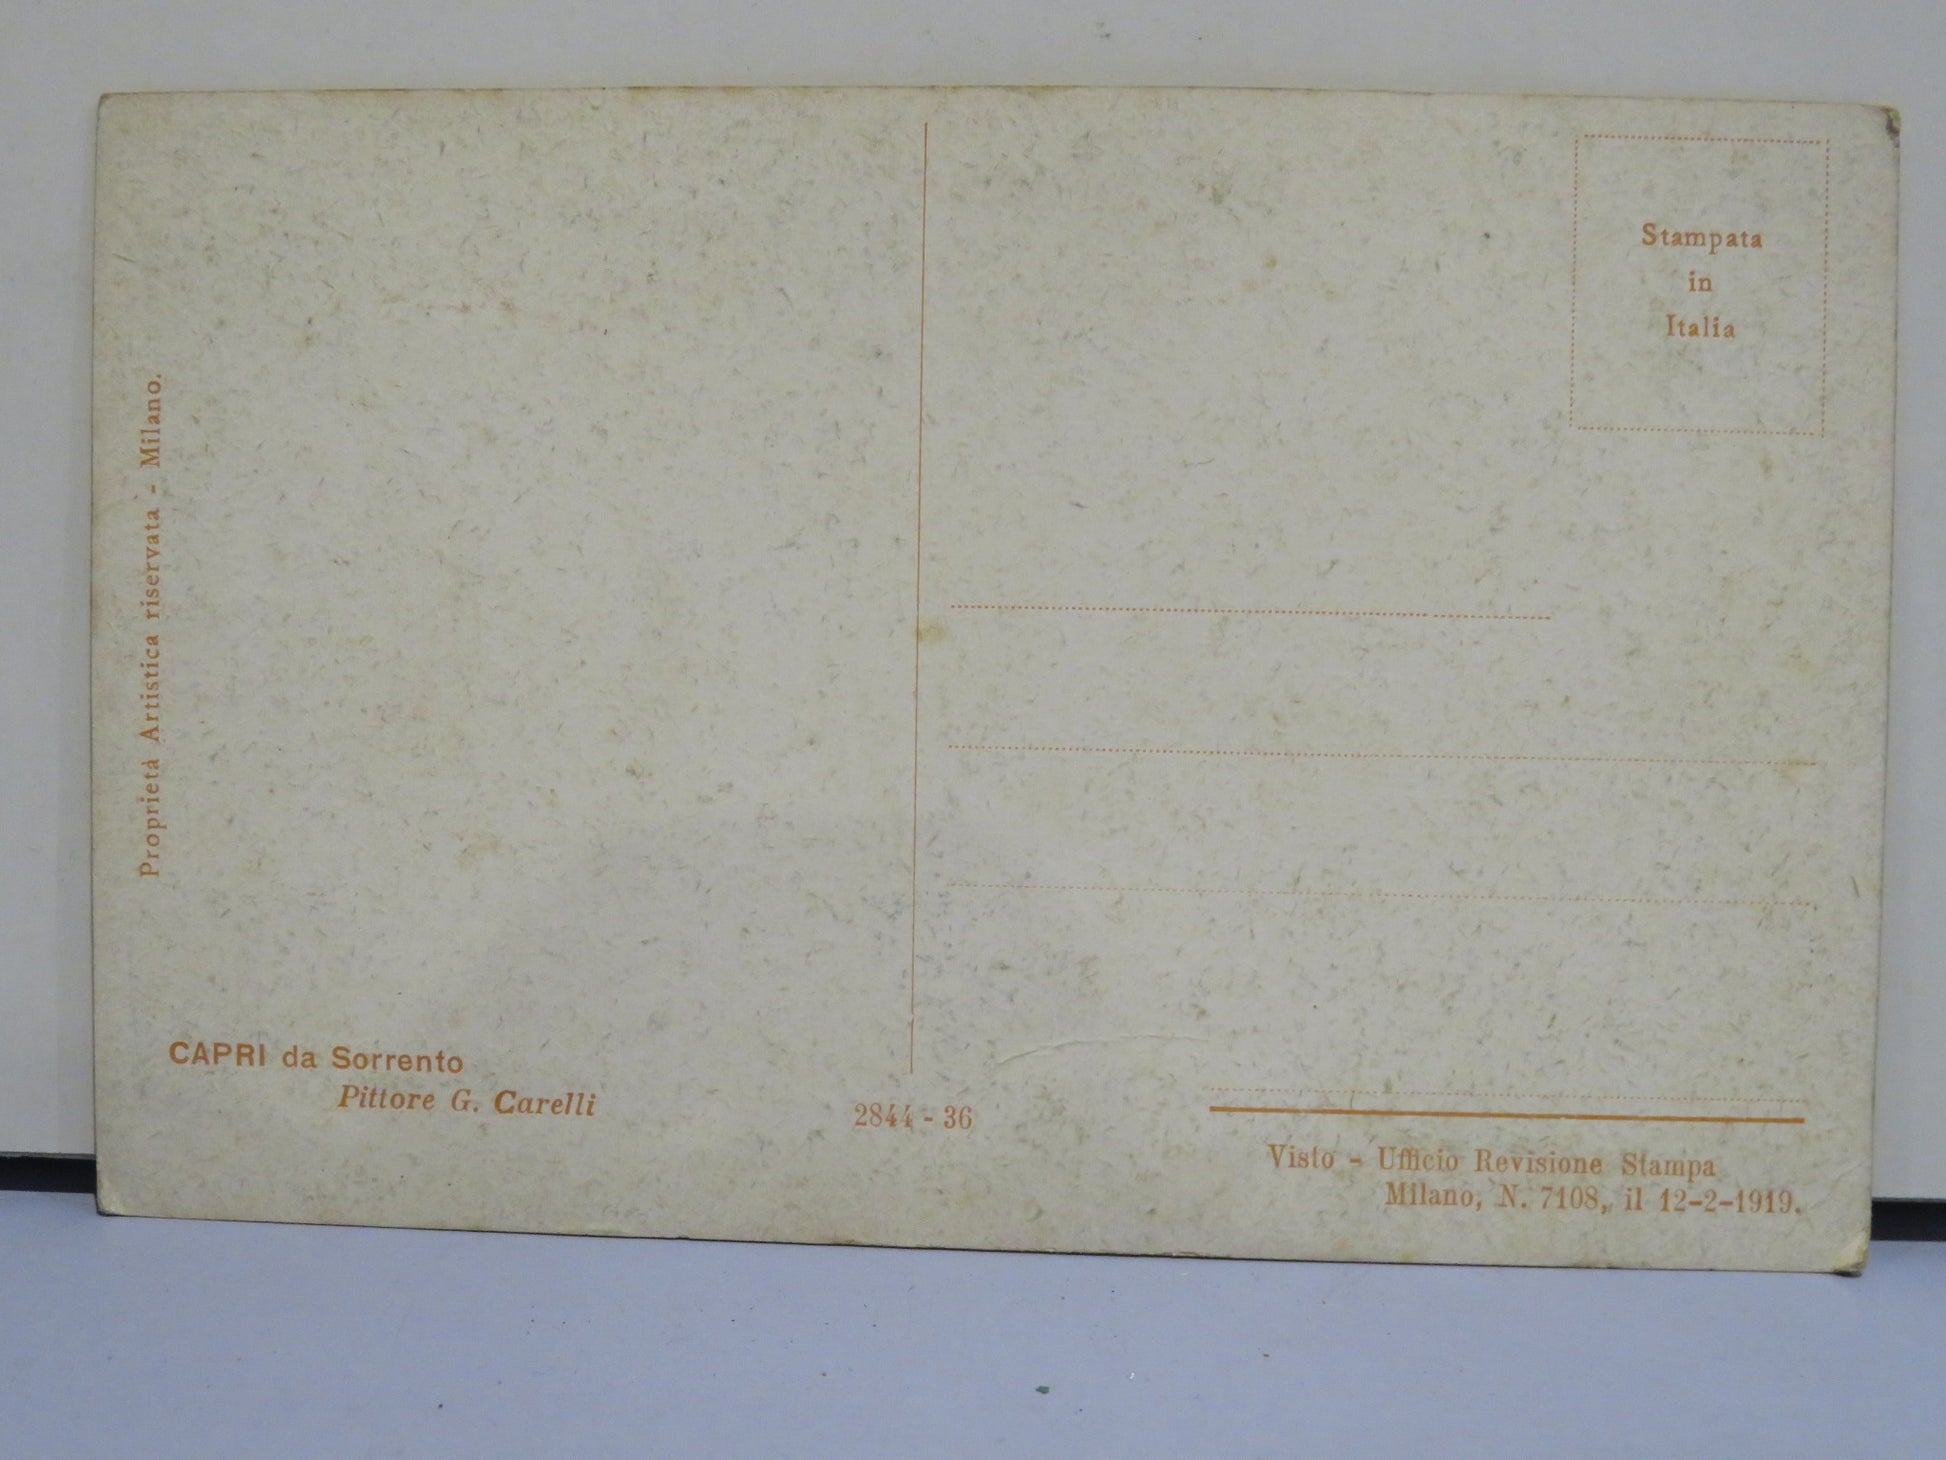 Proprietà Artistica riservata - Milano.
Stampata
in
Italia
CAPRI da Sorrento
Pittore G. Carelli
2844 - 36
Visto - Ufficio Revisione Stampa
Milano, N. 7108, il 12-2-1919.